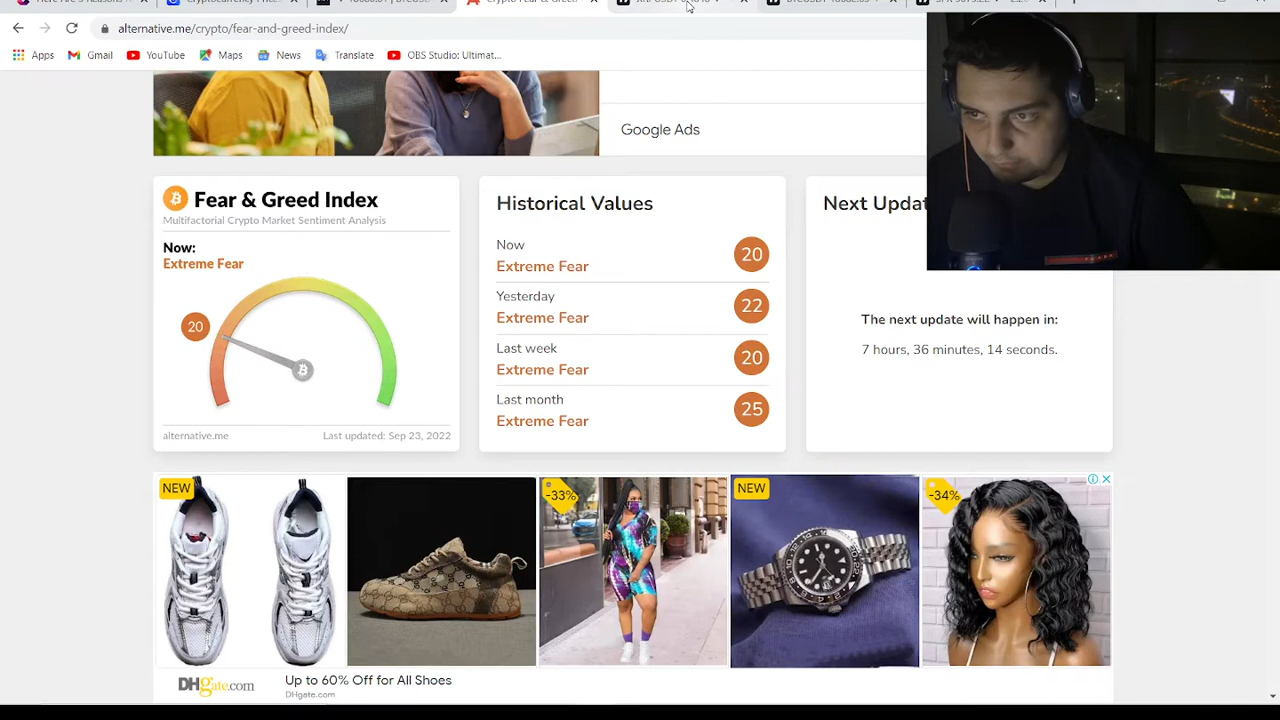 alternative.me/crypto/fear-and-greed-index/
Apps Gmail YouTube Maps News Translate OBS Studio: Ultimat...
Google Ads
Fear & Greed Index
Multifactorial Crypto Market Sentiment Analysis
Now:
Extreme Fear
20
alternative.me Last updated: Sep 23, 2022
Historical Values
Now
Extreme Fear
20
Yesterday
Extreme Fear
22
Last week
Extreme Fear
20
Last month
Extreme Fear
25
Next Upda
The next update will happen in:
7 hours, 36 minutes, 14 seconds.
NEW
-33%
NEW
-34%
DHgate.com
Up to 60% Off for All Shoes
DHgate.com